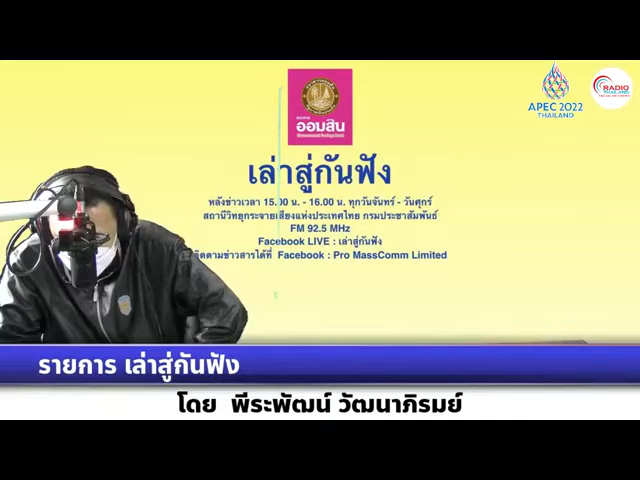 APEC 2022
THAILAND
RADIO
THAILAND
ออมสิน
เล่าสู่กันฟัง
หลังข่าวเวลา 15.00 น. - 16.00 น. ทุกวันจันทร์ - วันศุกร์
สถานีวิทยุกระจายเสียงแห่งประเทศไทย กรมประชาสัมพันธ์
FM 92.5 MHz
Facebook LIVE : เล่าสู่กันฟัง
ติดตามข่าวสารได้ที่ Facebook : Pro MassComm Limited
รายการ เล่าสู่กันฟัง
โดย พีระพัฒน์ วัฒนาภิรมย์